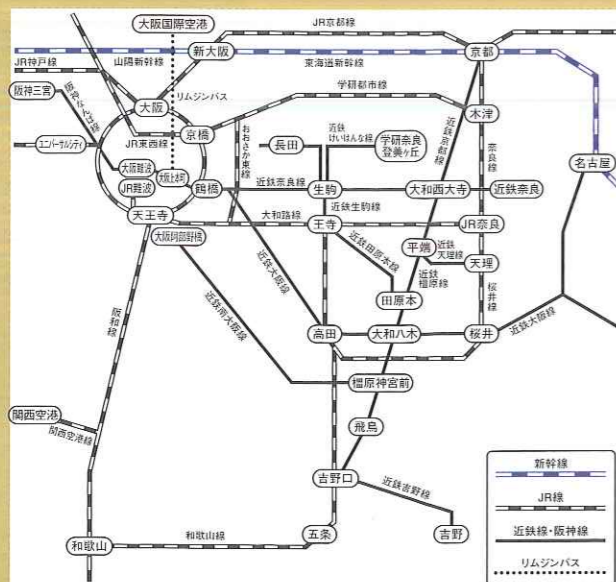 大阪国際空港
JR京都線
新大阪
京都
JR神戸線
山陽新幹線
東海道新幹線
阪神三宮
阪神なんば線
大阪
リムジンバス
学研都市線
木津
ユニバーサルシティ
JR東西線
京橋
おおさか東線
長田
近鉄けいはんな線
学研奈良登美ヶ丘
近鉄京都線
奈良線
名古屋
大阪難波
大阪上本町
JR難波
鶴橋
近鉄奈良線
生駒
大和西大寺
近鉄奈良
近鉄生駒線
天王寺
大和路線
王寺
JR奈良
大阪阿部野橋
近鉄田原本線
平端
近鉄天理線
天理
近鉄橿原線
近鉄大阪線
田原本
桜井線
阪和線
近鉄南大阪線
高田
大和八木
桜井
近鉄大阪線
橿原神宮前
関西空港
関西空港線
飛鳥
吉野口
近鉄吉野線
和歌山
和歌山線
五条
吉野
新幹線
JR線
近鉄線・阪神線
リムジンバス